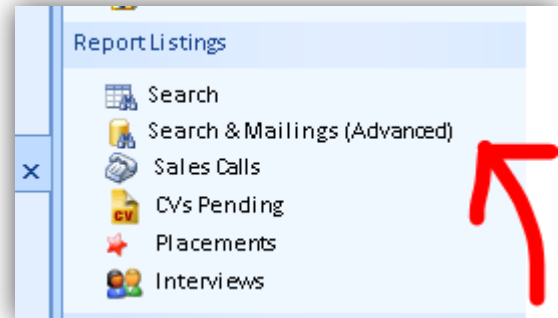 Report Listings
Search
Search & Mailings (Advanced)
Sales Calls
CVs Pending
Placements
Interviews